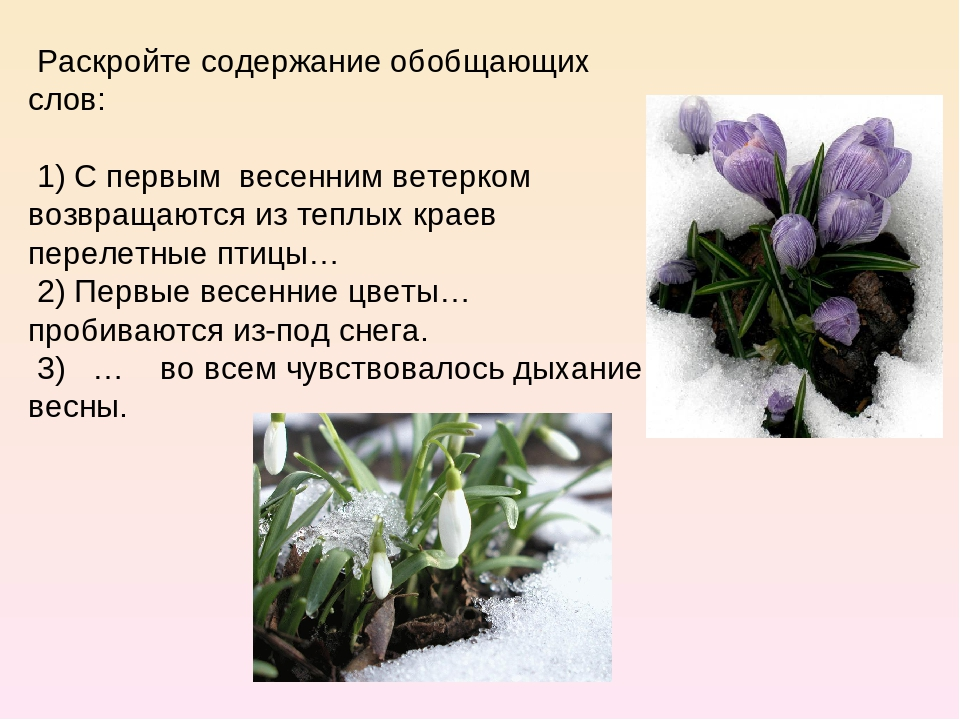 Раскройте содержание обобщающих
слов:
1) С первым весенним ветерком
возвращаются из теплых краев
перелетные птицы…
2) Первые весенние цветы…
пробиваются из-под снега.
3) … во всем чувствовалось дыхание
весны.